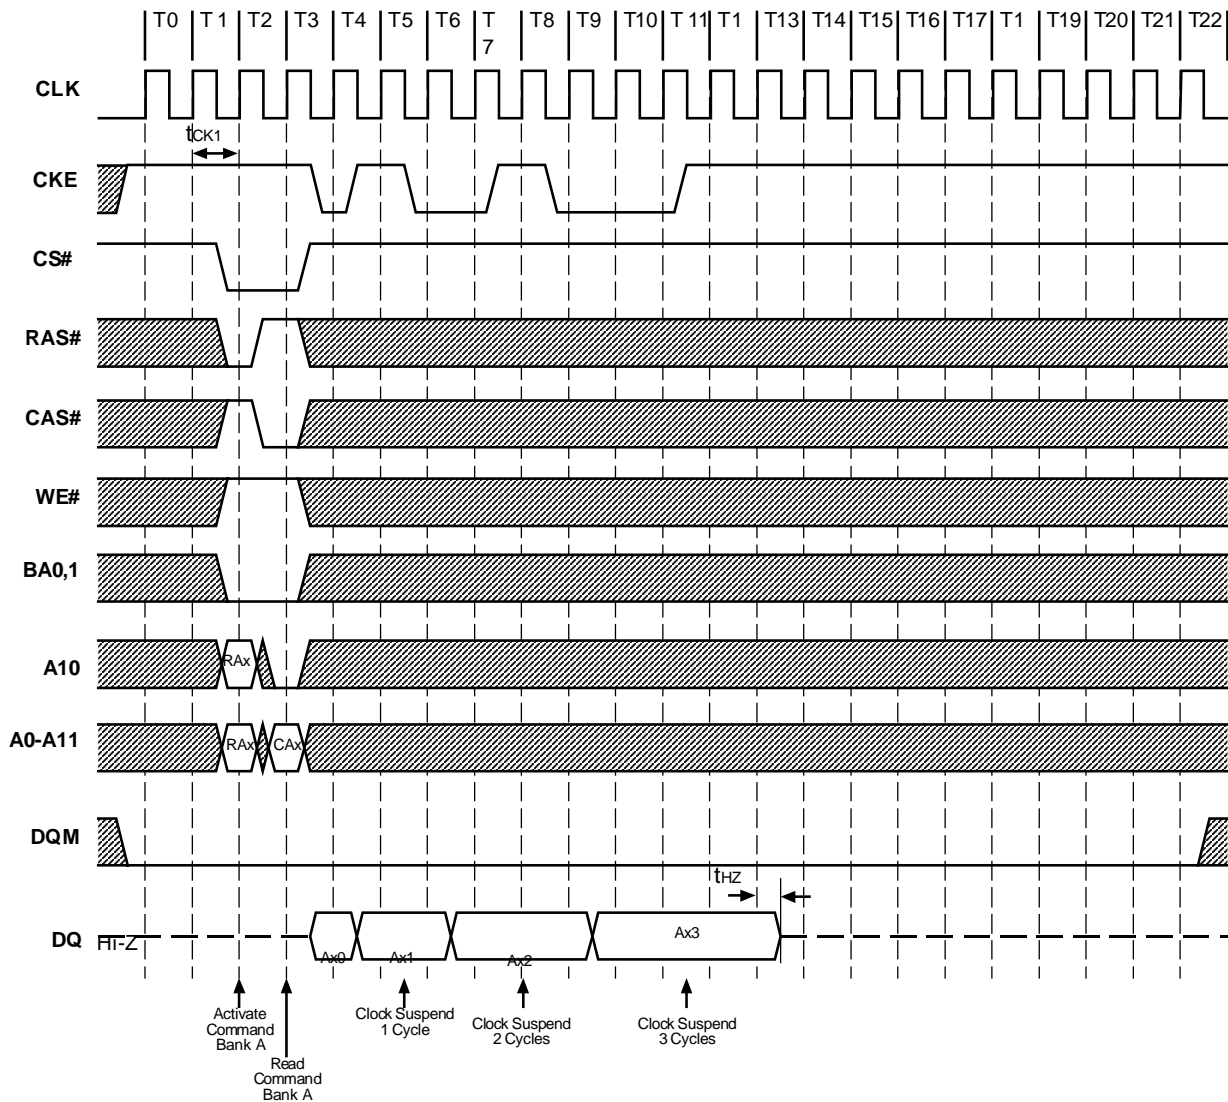 T0 T 1 T2 T3 T4 T5 T6 T 7 T8 T9 T10 T 11 T1 T13 T14 T15 T16 T17 T1 T19 T20 T21 T22
CLK
tCK1
CKE
CS#
RAS#
CAS#
WE#
BA0,1
A10
RAx
A0-A11
RAx CAx
DQM
tHZ
DQ
Hi-Z
Ax0 Ax1 Ax2 Ax3
Activate
Command
Bank A
Read
Command
Bank A
Clock Suspend
1 Cycle
Clock Suspend
2 Cycles
Clock Suspend
3 Cycles